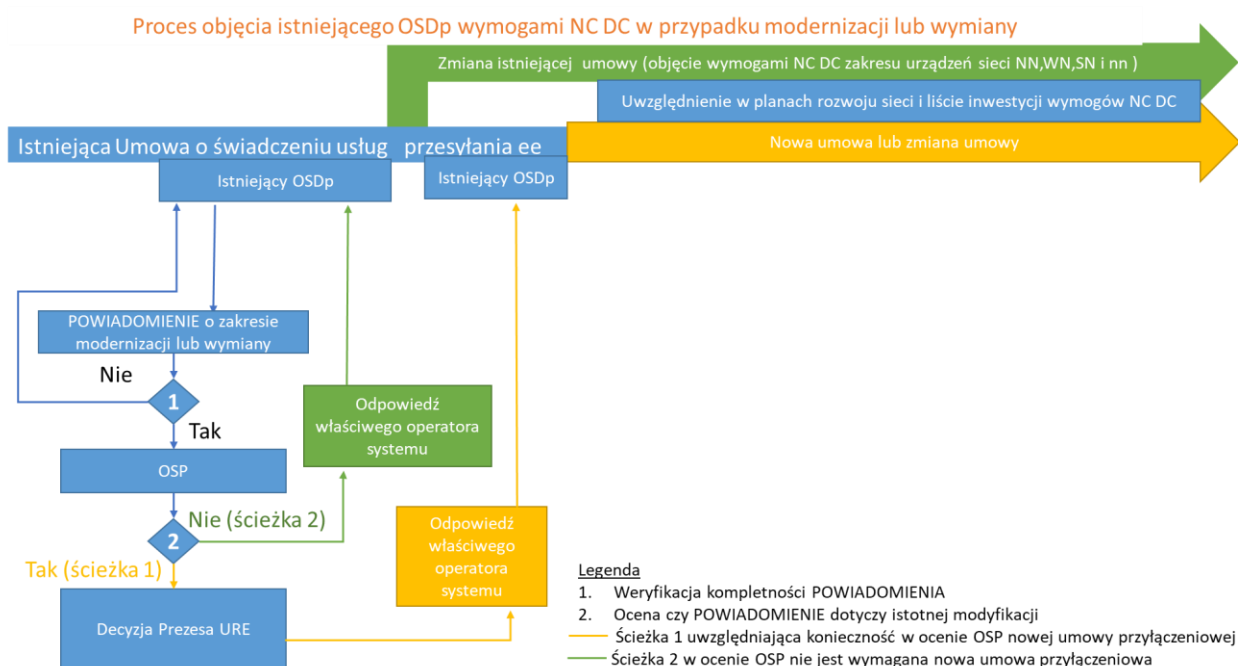 Proces objęcia istniejącego OSDp wymogami NC DC w przypadku modernizacji lub wymiany
Zmiana istniejącej umowy (objęcie wymogami NC DC zakresu urządzeń sieci NN,WN,SN i nn )
Uwzględnienie w planach rozwoju sieci i liście inwestycji wymogów NC DC
Istniejąca Umowa o świadczeniu usług przesyłania ee
Nowa umowa lub zmiana umowy
Istniejący OSDp
Istniejący OSDp
POWIADOMIENIE o zakresie
modernizacji lub wymiany
Nie
1
Tak
OSP
Nie (ścieżka 2)
2
Tak (ścieżka 1)
Decyzja Prezesa URE
Odpowiedź
właściwego operatora
systemu
Odpowiedź
właściwego
operatora
systemu
Legenda
1. Weryfikacja kompletności POWIADOMIENIA
2. Ocena czy POWIADOMIENIE dotyczy istotnej modyfikacji
Ścieżka 1 uwzględniająca konieczność w ocenie OSP nowej umowy przyłączeniowej
Ścieżka 2 w ocenie OSP nie jest wymagana nowa umowa przyłączeniowa